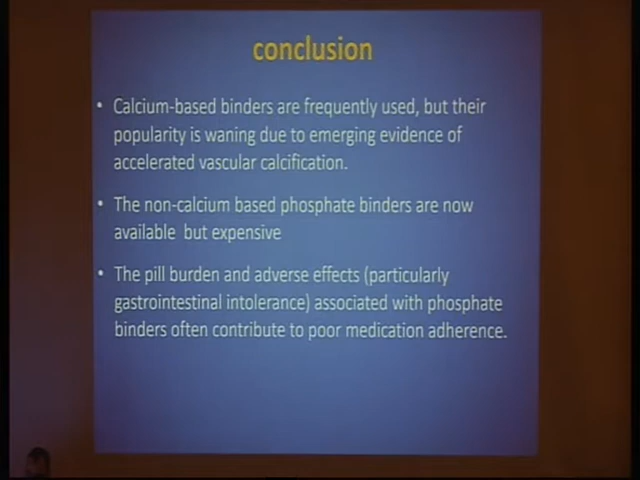 conclusion
• Calcium-based binders are frequently used, but their
popularity is waning due to emerging evidence of
accelerated vascular calcification.
• The non-calcium based phosphate binders are now
available but expensive
• The pill burden and adverse effects (particularly
gastrointestinal intolerance) associated with phosphate
binders often contribute to poor medication adherence.